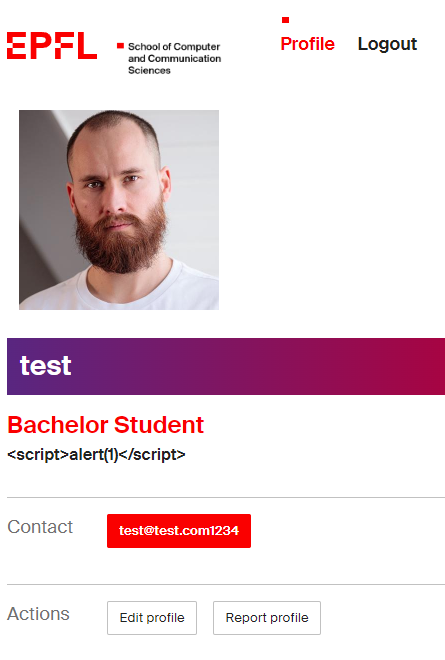 EPFL
School of Computer
and Communication
Sciences
Profile Logout
test
Bachelor Student
<script>alert(1)</script>
Contact test@test.com1234
Actions Edit profile Report profile